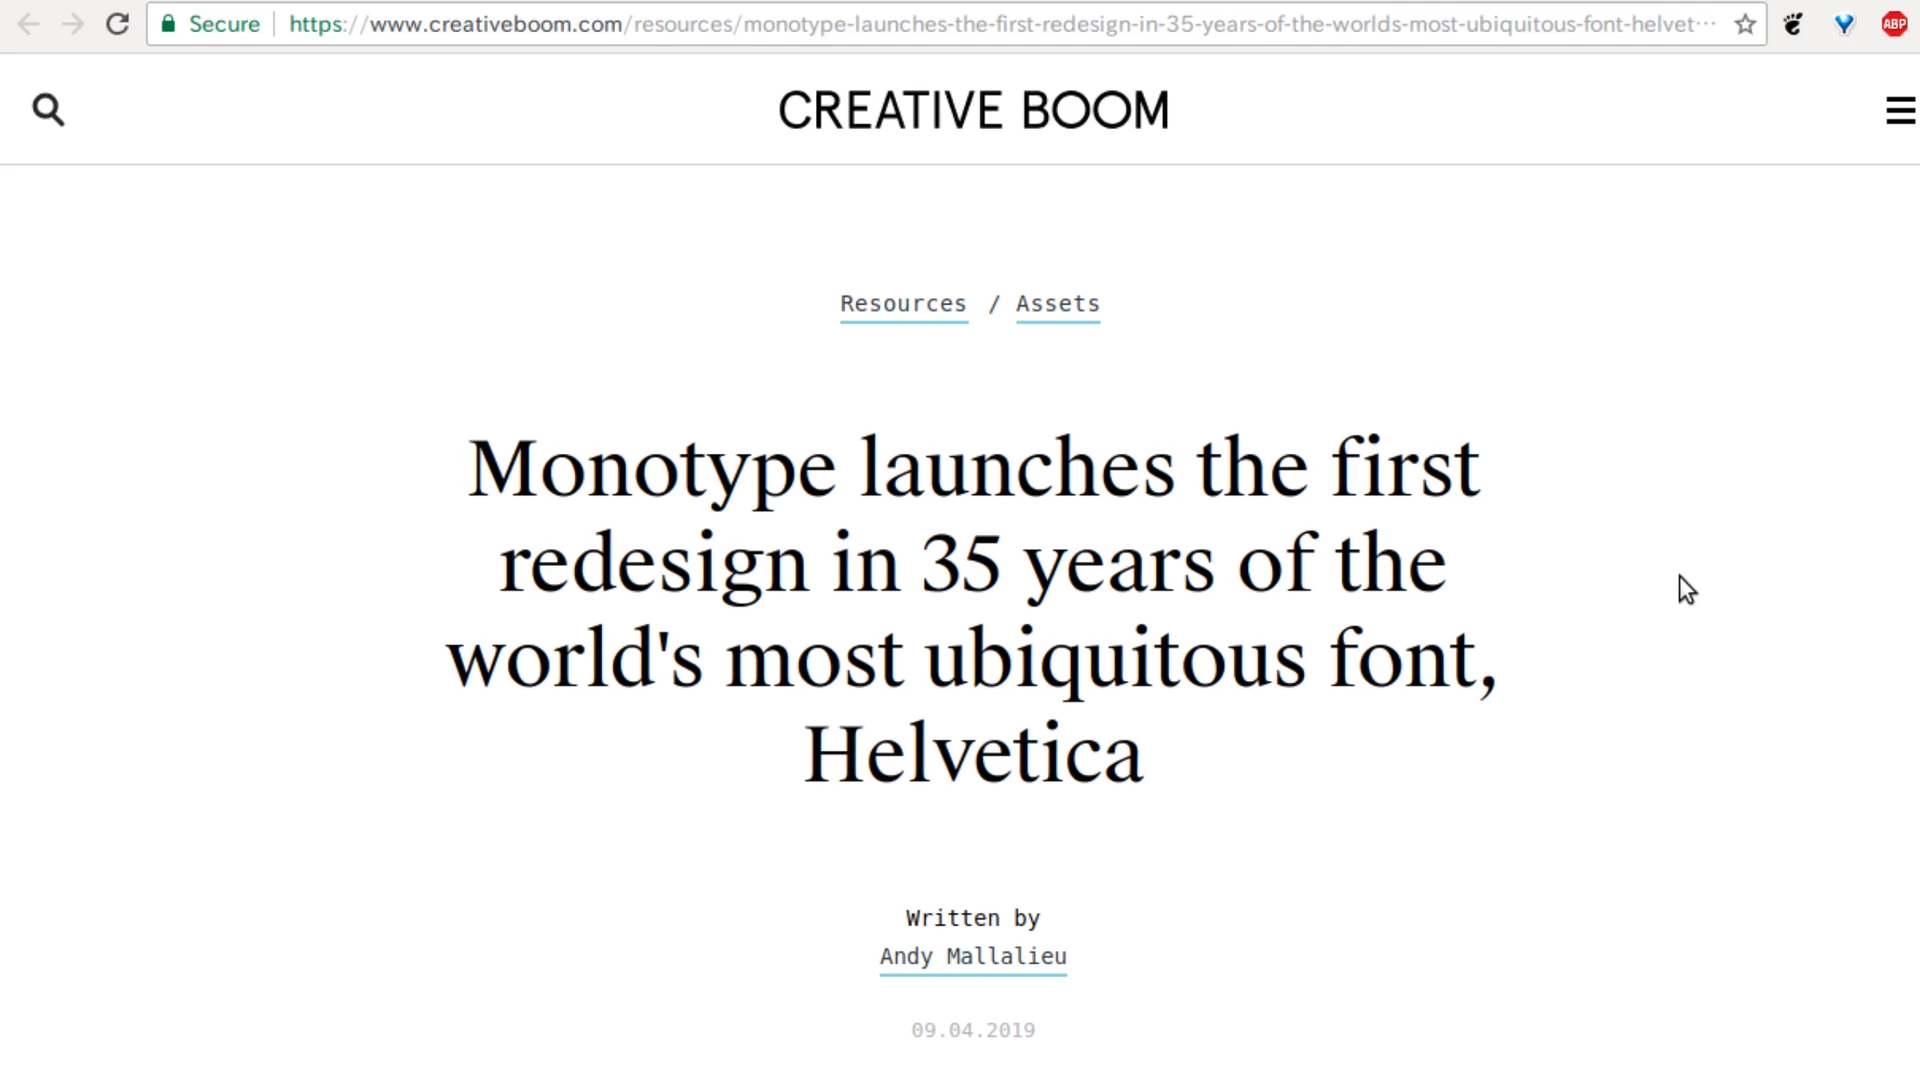 Secure https://www.creativeboom.com/resources/monotype-launches-the-first-redesign-in-35-years-of-the-worlds-most-ubiquitous-font-helvet… ABP
CREATIVE BOOM
Resources / Assets
Monotype launches the first
redesign in 35 years of the
world's most ubiquitous font,
Helvetica
Written by
Andy Mallalieu
09.04.2019